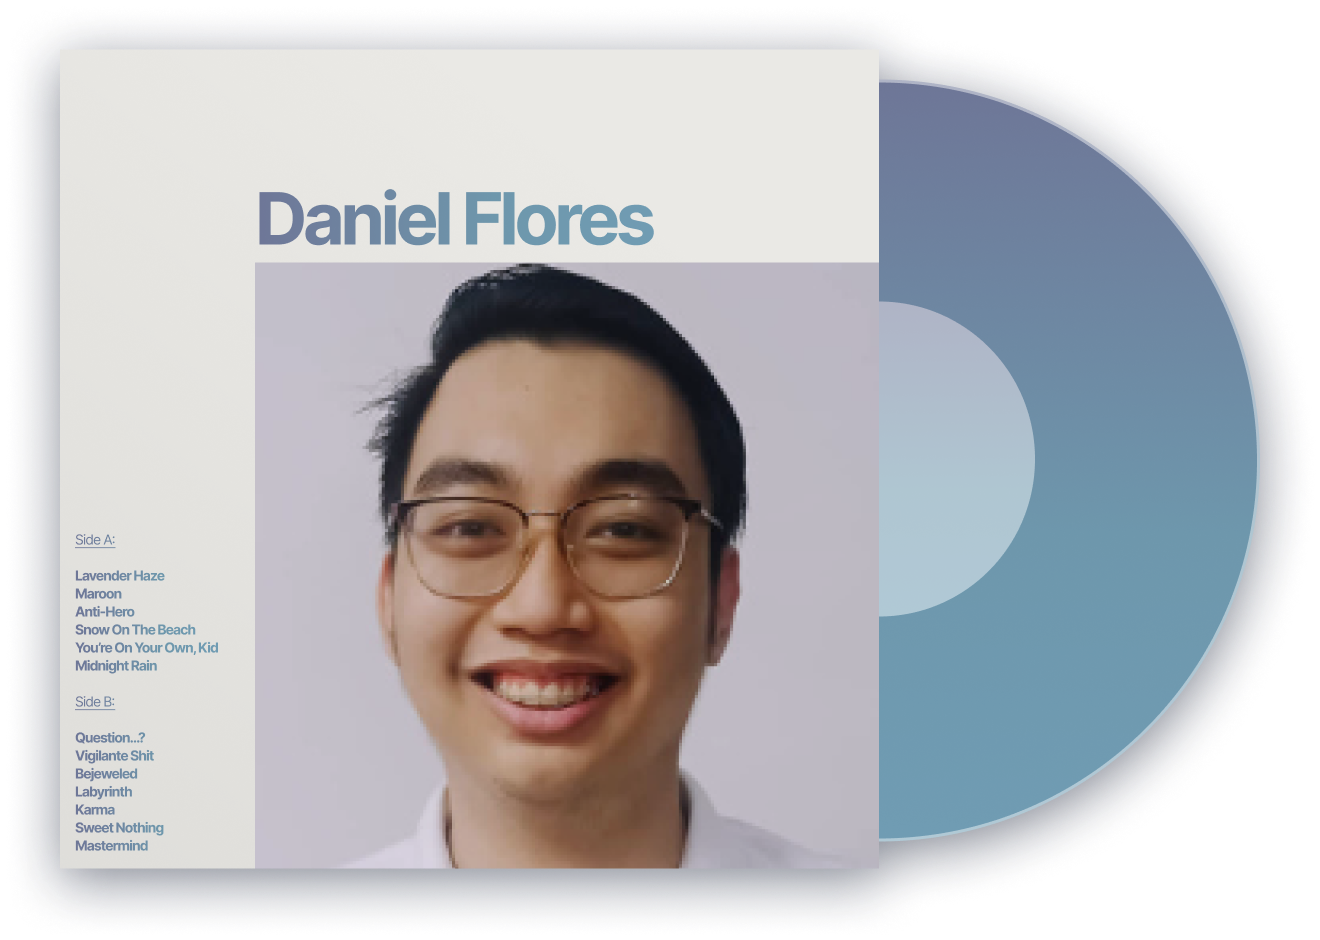 Daniel Flores
Side A:
Lavender Haze
Maroon
Anti-Hero
Snow On The Beach
You're On Your Own, Kid
Midnight Rain
Side B:
Question...?
Vigilante Shit
Bejeweled
Labyrinth
Karma
Sweet Nothing
Mastermind